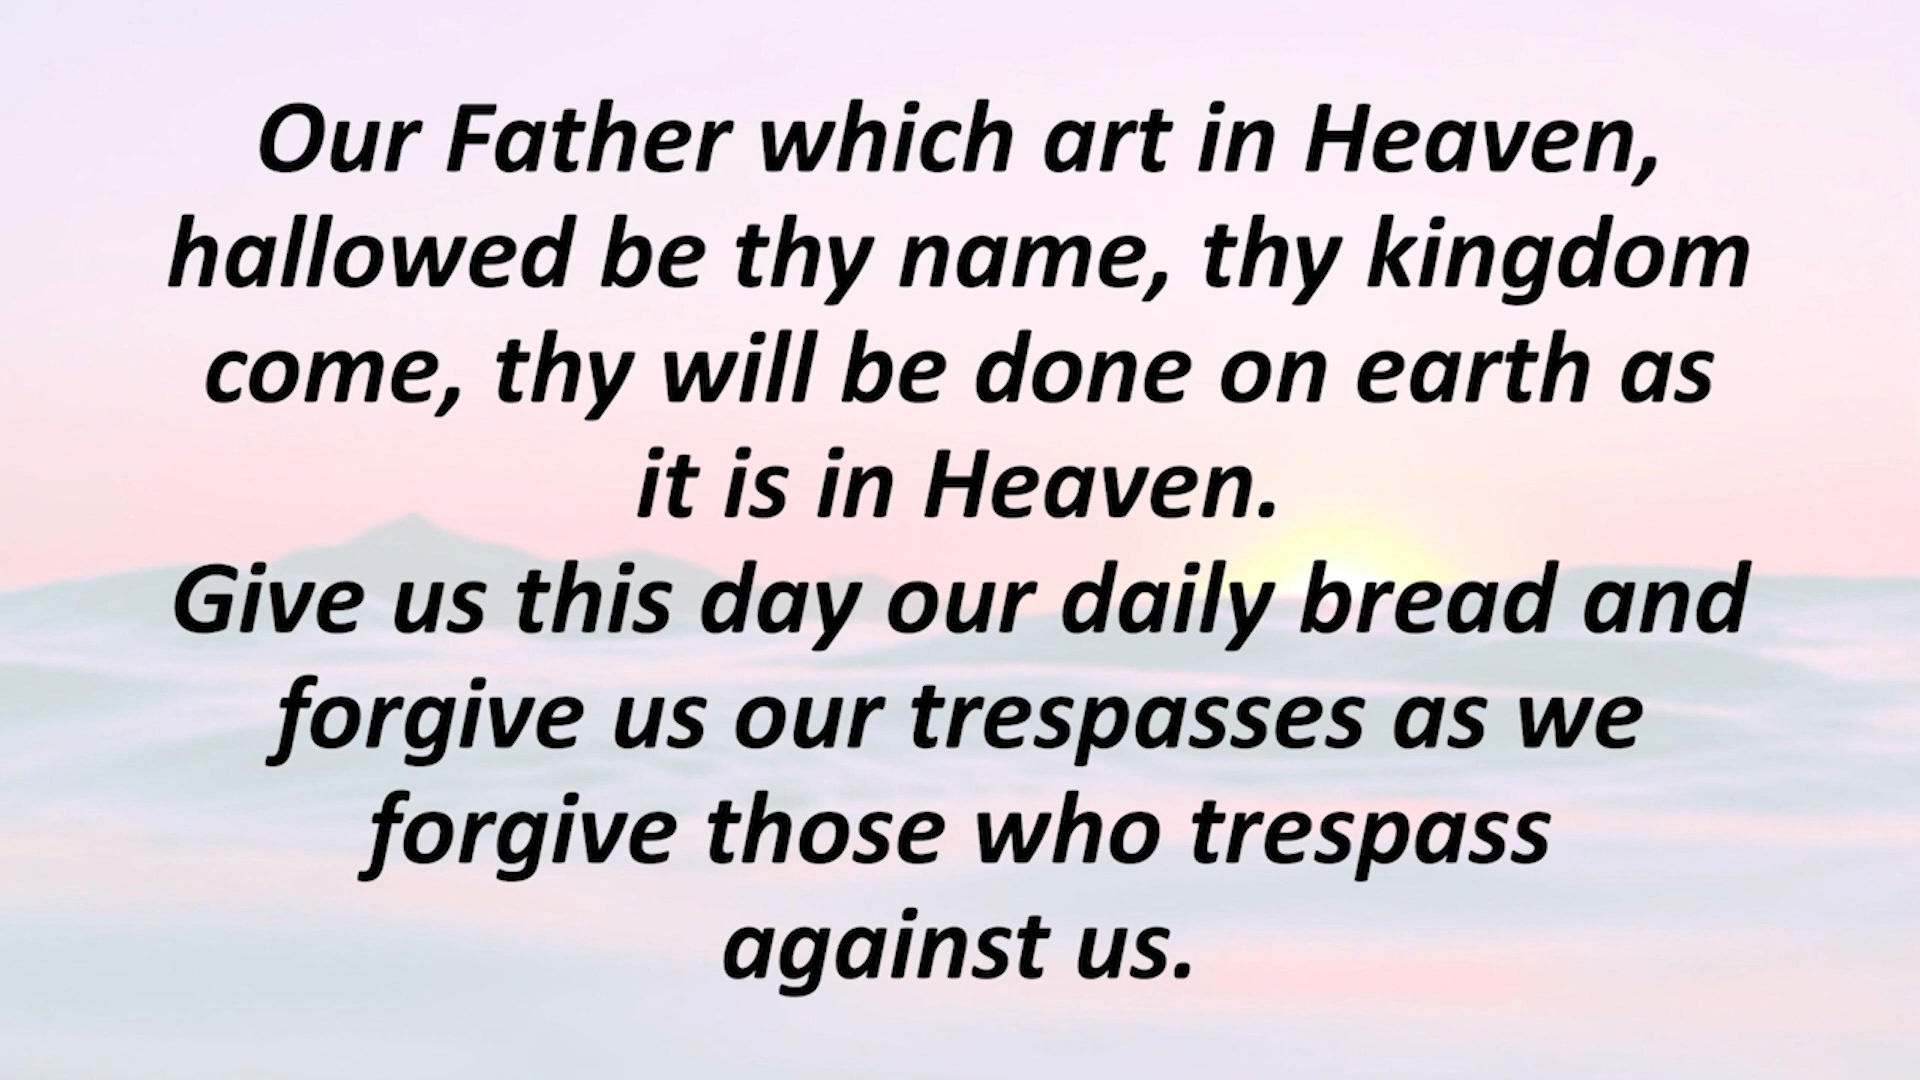 Our Father which art in Heaven,
hallowed be thy name, thy kingdom
come, thy will be done on earth as
it is in Heaven.
Give us this day our daily bread and
forgive us our trespasses as we
forgive those who trespass
against us.